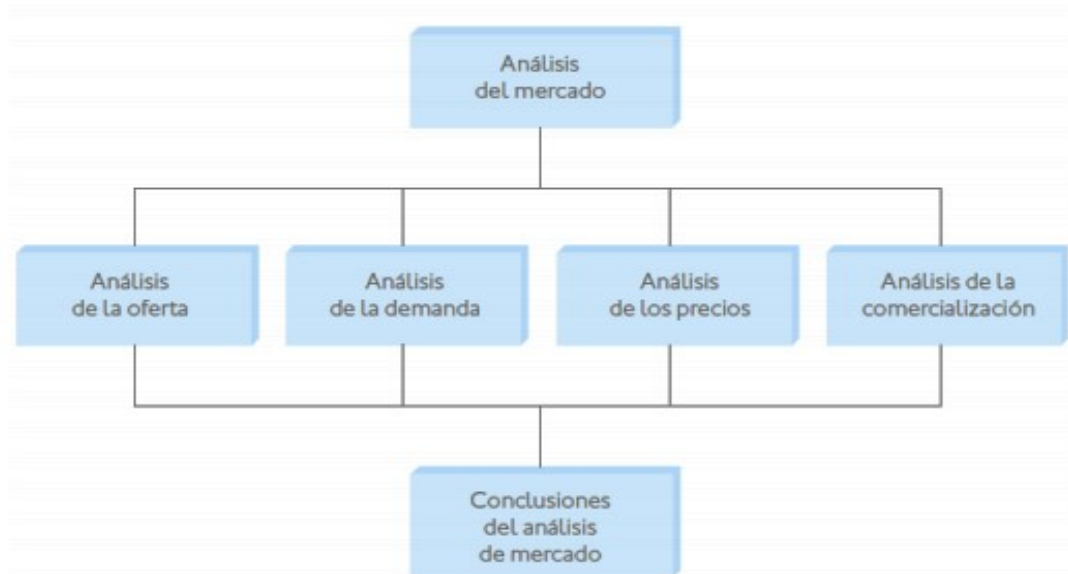 Análisis
del mercado
Análisis
de la oferta
Análisis
de la demanda
Análisis
de los precios
Análisis de la
comercialización
Conclusiones
del análisis
de mercado